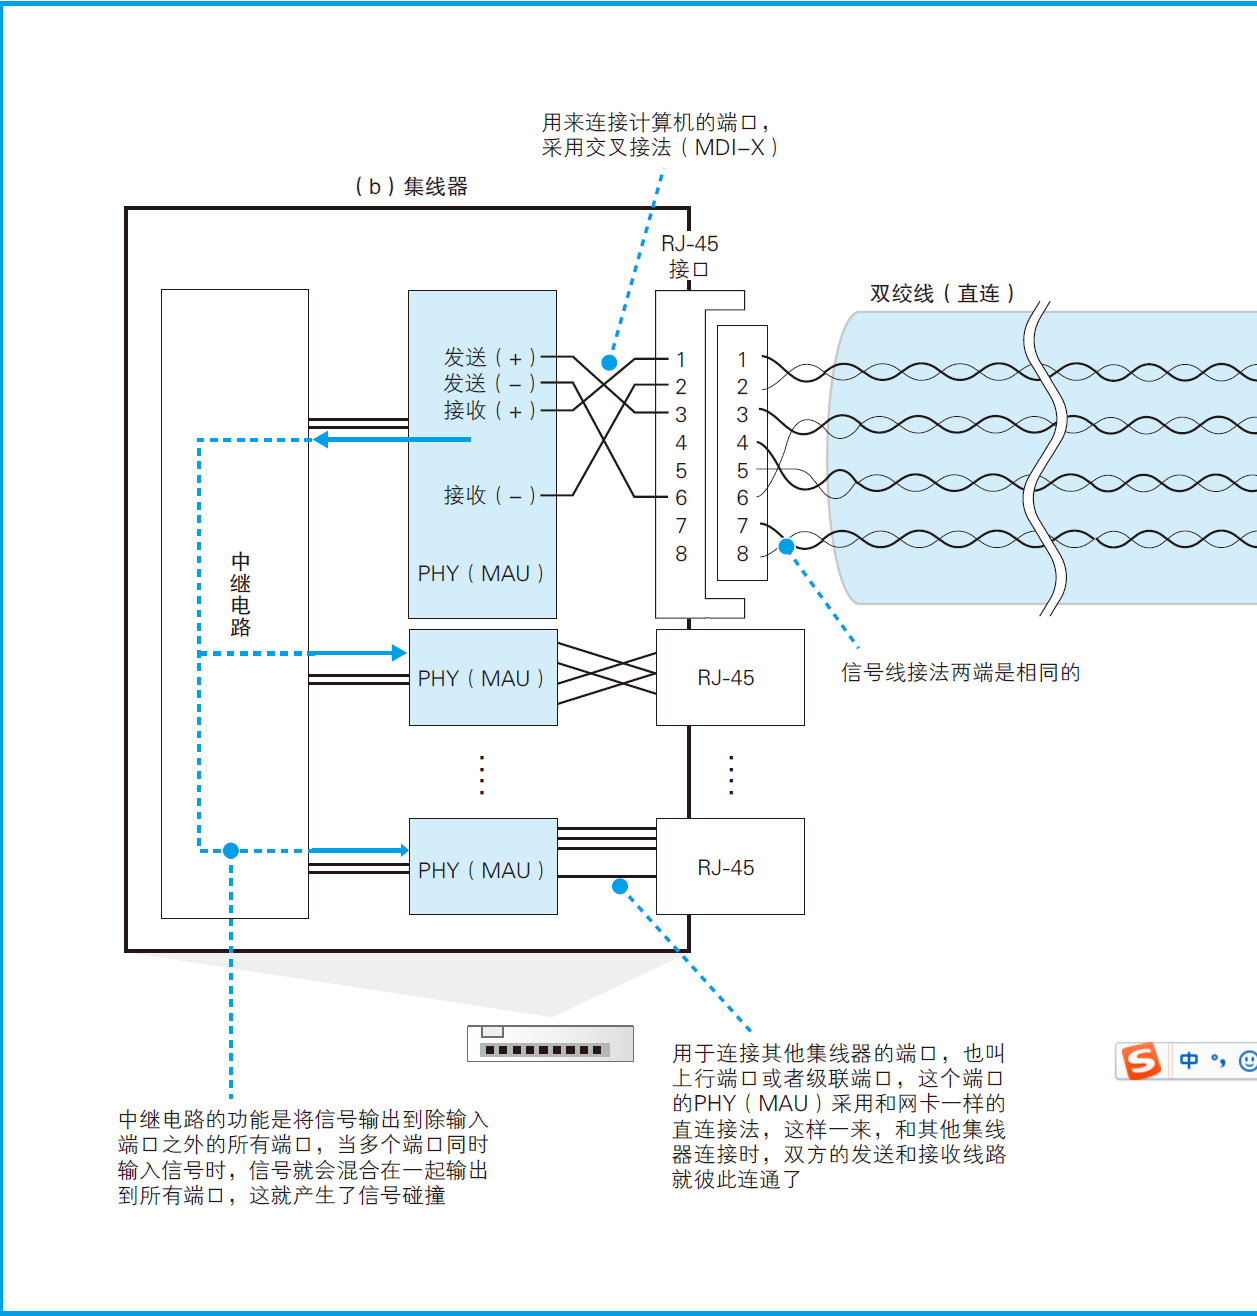 用来连接计算机的端口，
采用交叉接法（MDI-X）
（b）集线器
RJ-45
接口
双绞线（直连）
发送（+）
发送（-）
接收（+）
接收（-）
PHY（MAU）
1
2
3
4
5
6
7
8
1
2
3
4
5
6
7
8
中
继
电
路
信号线接法两端是相同的
PHY（MAU）
RJ-45
PHY（MAU）
RJ-45
用于连接其他集线器的端口，也叫
上行端口或者级联端口，这个端口
的PHY（MAU）采用和网卡一样的
直连接法，这样一来，和其他集线
器连接时，双方的发送和接收线路
就彼此连通了
中继电路的功能是将信号输出到除输入
端口之外的所有端口，当多个端口同时
输入信号时，信号就会混合在一起输出
到所有端口，这就产生了信号碰撞
S 中 °，